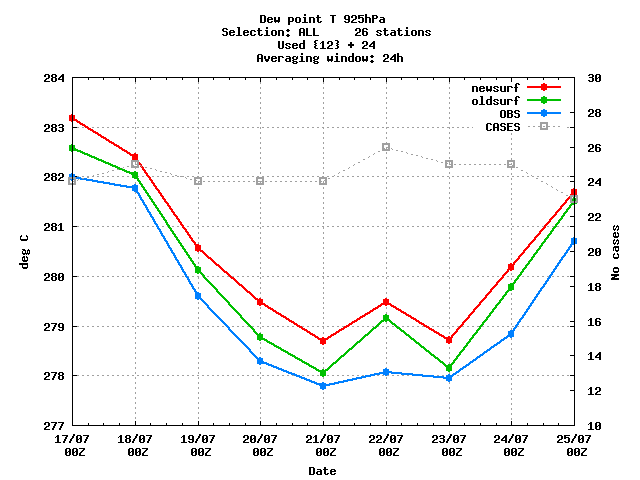 Dew point T 925hPa
Selection: ALL     26 stations
Used {12} + 24
Averaging window: 24h
newsurf
oldsurf
OBS
CASES
284
283
282
281
280
279
278
277
deg C
30
28
26
24
22
20
18
16
14
12
10
No cases
17/07 18/07 19/07 20/07 21/07 22/07 23/07 24/07 25/07
00Z 00Z 00Z 00Z 00Z 00Z 00Z 00Z 00Z
Date